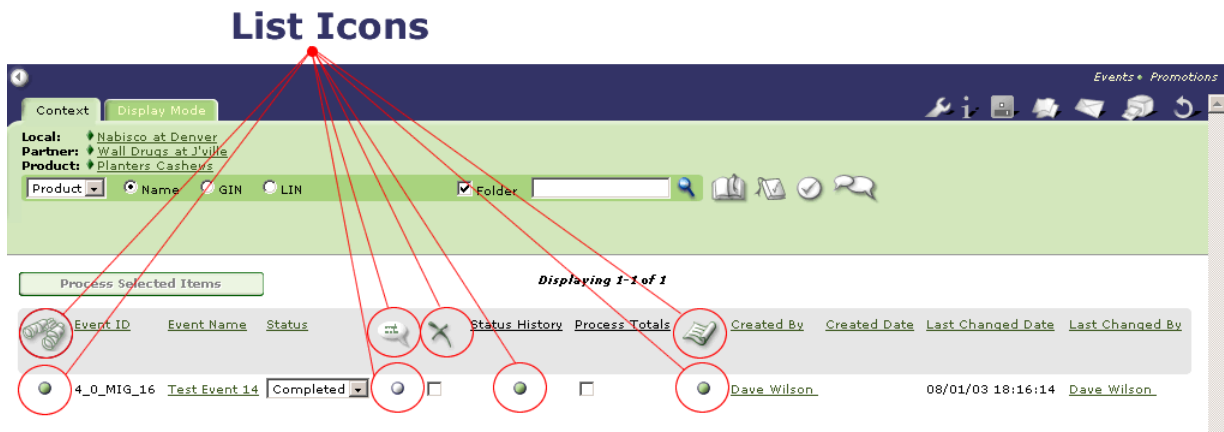 List Icons
Events • Promotions
Context Display Mode
Local: Nabisco at Denver
Partner: Wall Drugs at J'ville
Product: Planters Cashews
Product Name GIN LIN Folder
Process Selected Items Displaying 1-1 of 1
Event ID Event Name Status Status History Process Totals Created By Created Date Last Changed Date Last Changed By
4_0_MIG_16 Test Event 14 Completed Dave Wilson 08/01/03 18:16:14 Dave Wilson